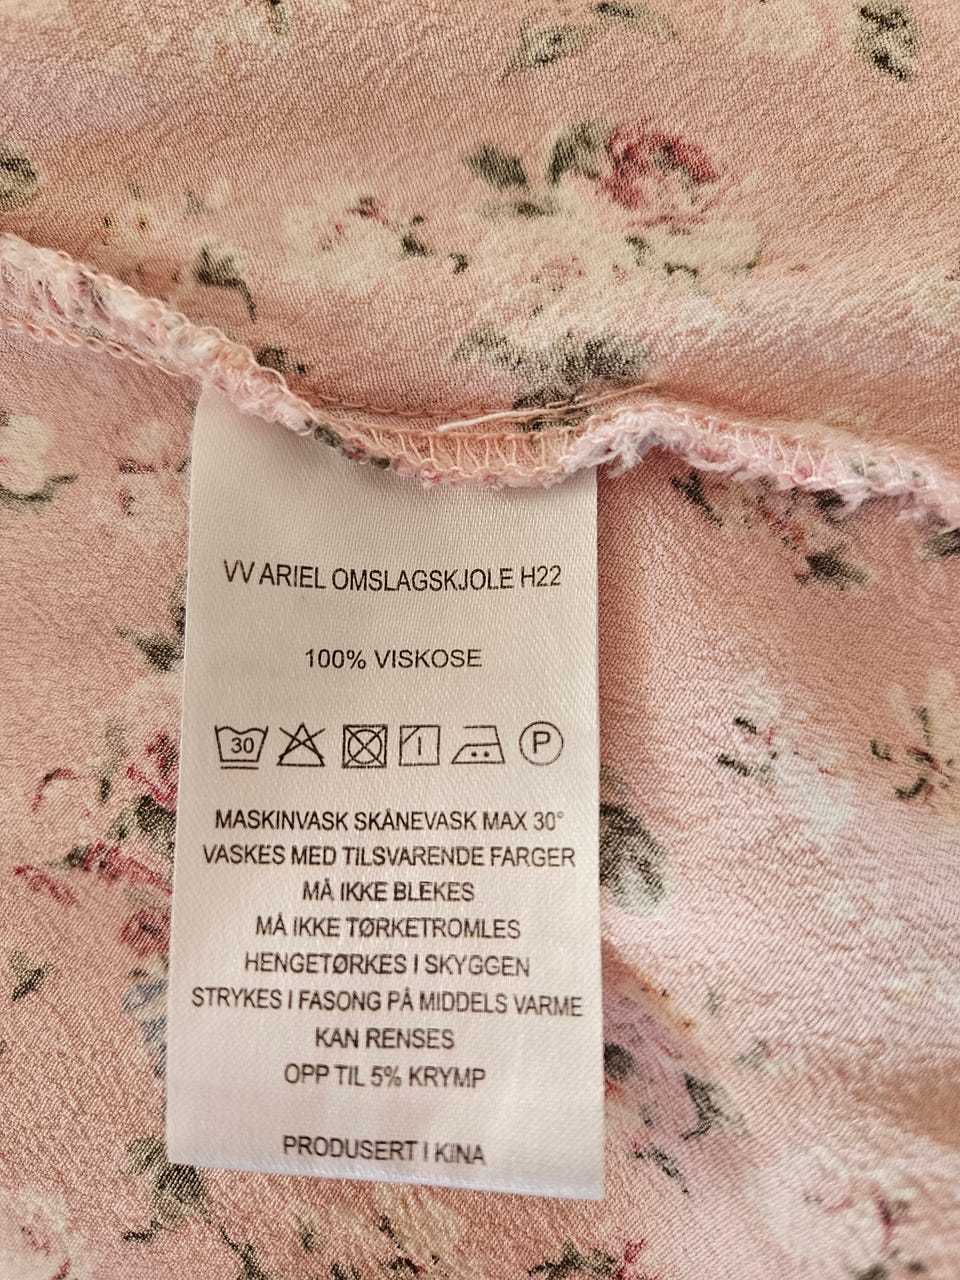 VV ARIEL OMSLAGSKJOLE H22
100% VISKOSE
30 P
MASKINVASK SKÅNEVASK MAX 30°
VASKES MED TILSVARENDE FARGER
MÅ IKKE BLEKES
MÅ IKKE TØRKETROMLES
HENGETØRKES I SKYGGEN
STRYKES I FASONG PÅ MIDDELS VARME
KAN RENSES
OPP TIL 5% KRYMP
PRODUSERT I KINA